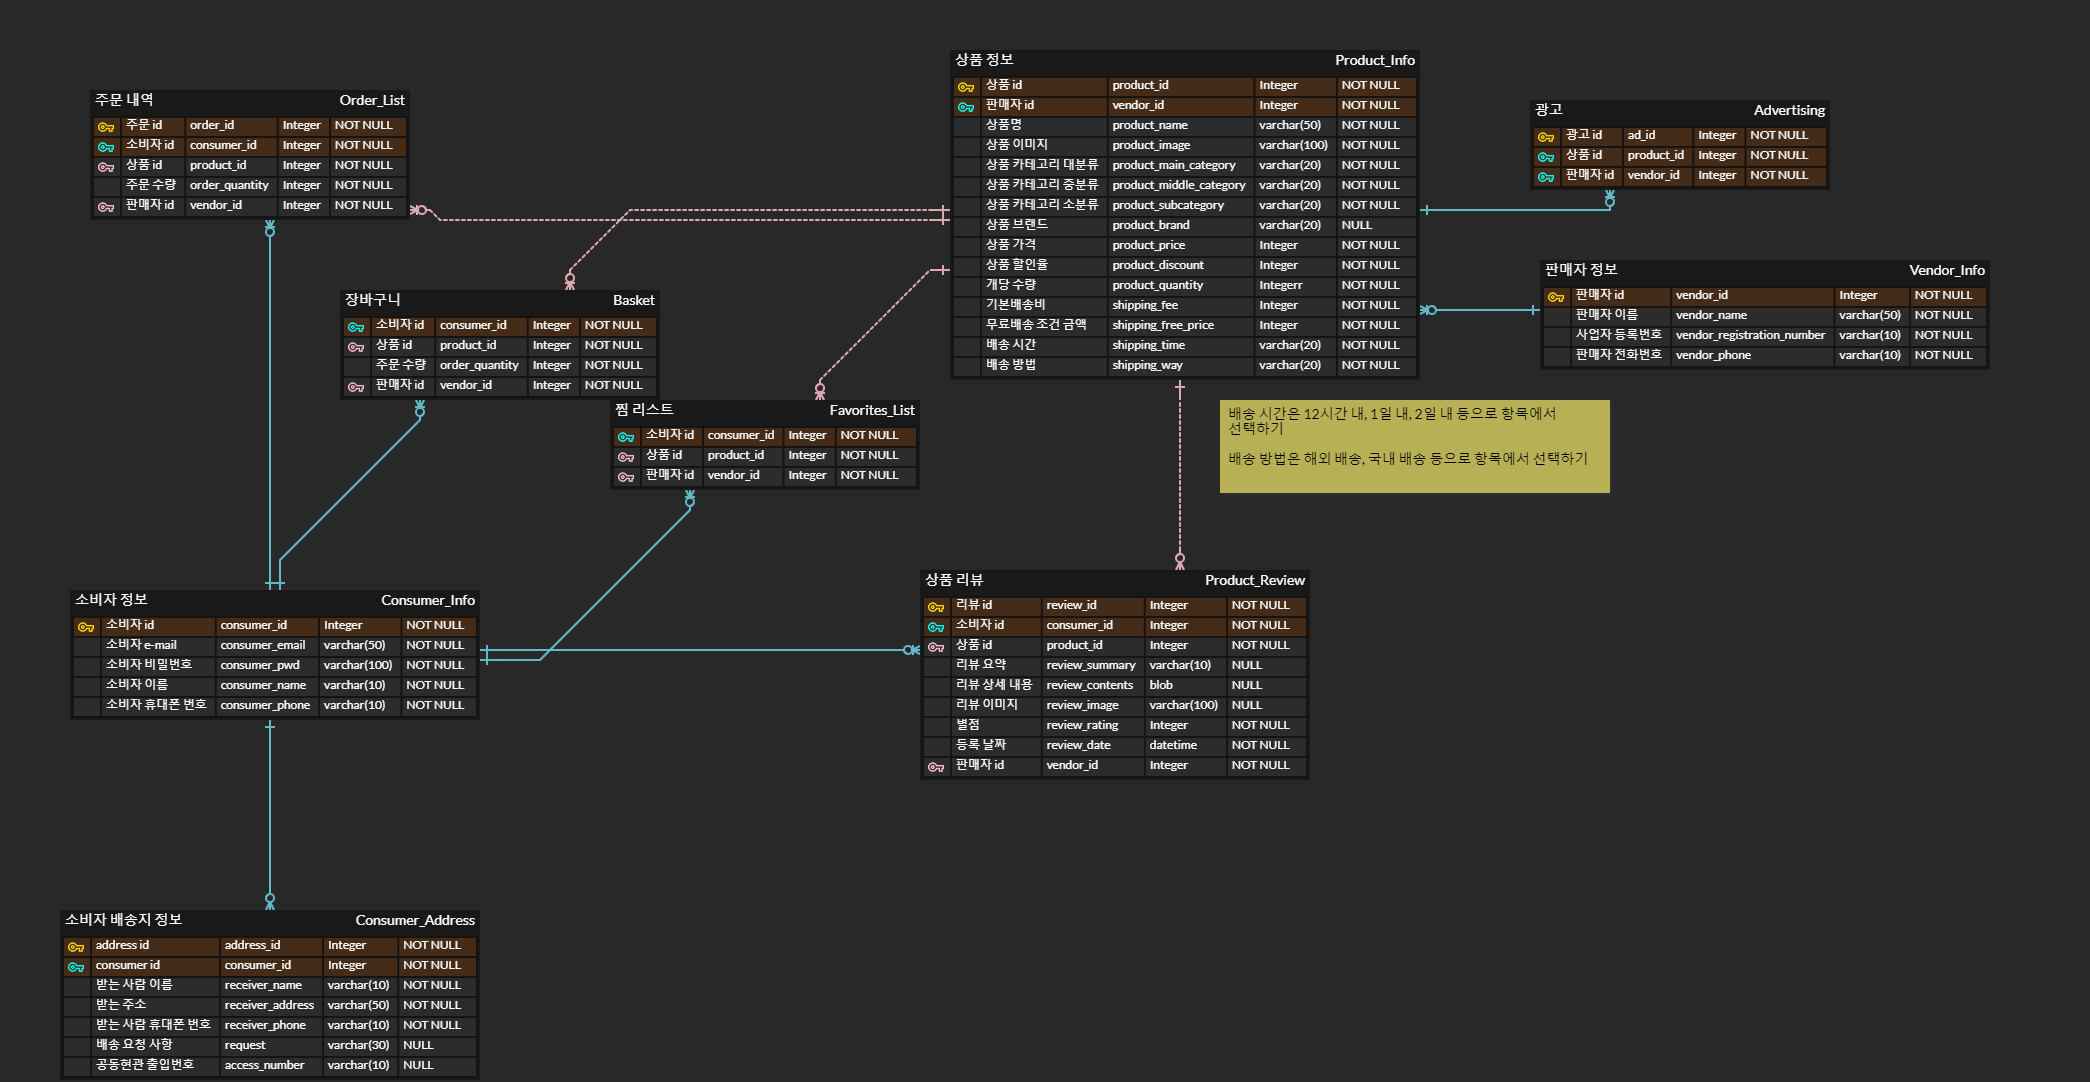 상품 정보 Product_Info
상품 id product_id Integer NOT NULL
판매자 id vendor_id Integer NOT NULL
상품명 product_name varchar(50) NOT NULL
상품 이미지 product_image varchar(100) NOT NULL
상품 카테고리 대분류 product_main_category varchar(20) NOT NULL
상품 카테고리 중분류 product_middle_category varchar(20) NOT NULL
상품 카테고리 소분류 product_subcategory varchar(20) NOT NULL
상품 브랜드 product_brand varchar(20) NULL
상품 가격 product_price Integer NOT NULL
상품 할인율 product_discount Integer NOT NULL
개당 수량 product_quantity Integerr NOT NULL
기본배송비 shipping_fee Integer NOT NULL
무료배송 조건 금액 shipping_free_price Integer NOT NULL
배송 시간 shipping_time varchar(20) NOT NULL
배송 방법 shipping_way varchar(20) NOT NULL
주문 내역 Order_List
주문 id order_id Integer NOT NULL
소비자 id consumer_id Integer NOT NULL
상품 id product_id Integer NOT NULL
주문 수량 order_quantity Integer NOT NULL
판매자 id vendor_id Integer NOT NULL
광고 Advertising
광고 id ad_id Integer NOT NULL
상품 id product_id Integer NOT NULL
판매자 id vendor_id Integer NOT NULL
판매자 정보 Vendor_Info
판매자 id vendor_id Integer NOT NULL
판매자 이름 vendor_name varchar(50) NOT NULL
사업자 등록번호 vendor_registration_number varchar(10) NOT NULL
판매자 전화번호 vendor_phone varchar(10) NOT NULL
장바구니 Basket
소비자 id consumer_id Integer NOT NULL
상품 id product_id Integer NOT NULL
주문 수량 order_quantity Integer NOT NULL
판매자 id vendor_id Integer NOT NULL
찜 리스트 Favorites_List
소비자 id consumer_id Integer NOT NULL
상품 id product_id Integer NOT NULL
판매자 id vendor_id Integer NOT NULL
배송 시간은 12시간 내, 1일 내, 2일 내 등으로 항목에서
선택하기
배송 방법은 해외 배송, 국내 배송 등으로 항목에서 선택하기
소비자 정보 Consumer_Info
소비자 id consumer_id Integer NOT NULL
소비자 e-mail consumer_email varchar(50) NOT NULL
소비자 비밀번호 consumer_pwd varchar(100) NOT NULL
소비자 이름 consumer_name varchar(10) NOT NULL
소비자 휴대폰 번호 consumer_phone varchar(10) NOT NULL
상품 리뷰 Product_Review
리뷰 id review_id Integer NOT NULL
소비자 id consumer_id Integer NOT NULL
상품 id product_id Integer NOT NULL
리뷰 요약 review_summary varchar(10) NULL
리뷰 상세 내용 review_contents blob NULL
리뷰 이미지 review_image varchar(100) NULL
별점 review_rating Integer NOT NULL
등록 날짜 review_date datetime NOT NULL
판매자 id vendor_id Integer NOT NULL
소비자 배송지 정보 Consumer_Address
address id address_id Integer NOT NULL
consumer id consumer_id Integer NOT NULL
받는 사람 이름 receiver_name varchar(10) NOT NULL
받는 주소 receiver_address varchar(50) NOT NULL
받는 사람 휴대폰 번호 receiver_phone varchar(10) NOT NULL
배송 요청 사항 request varchar(30) NULL
공동현관 출입번호 access_number varchar(10) NULL